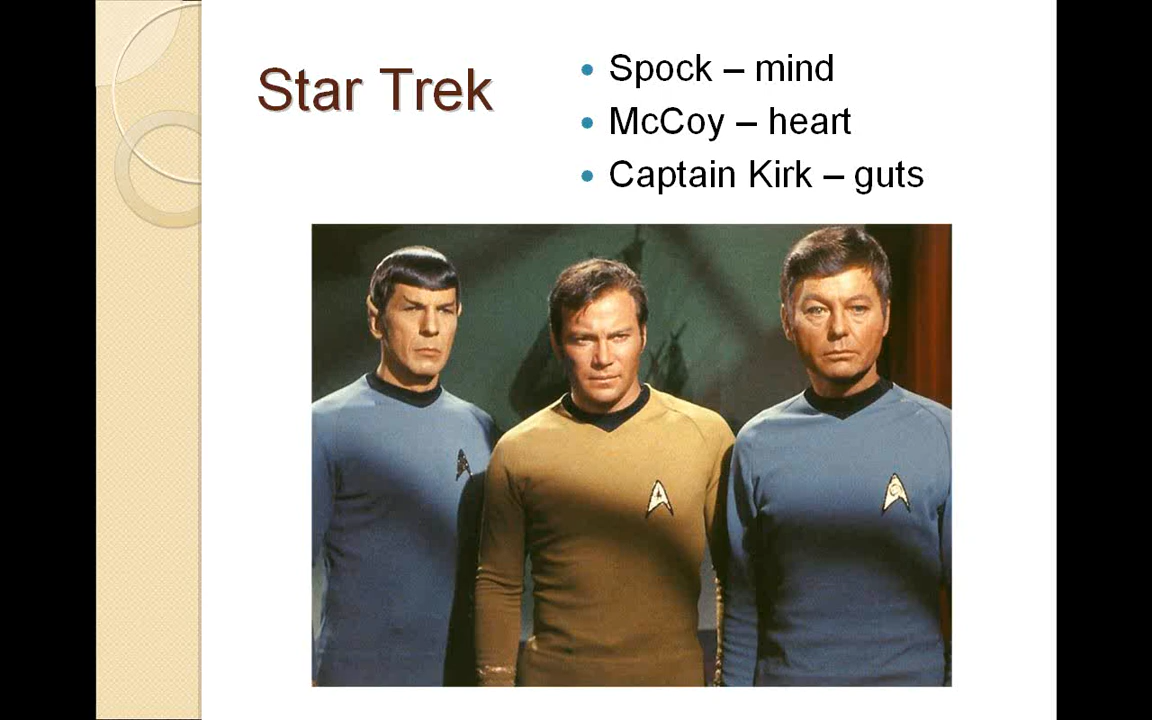 Star Trek
Spock – mind
McCoy – heart
Captain Kirk – guts